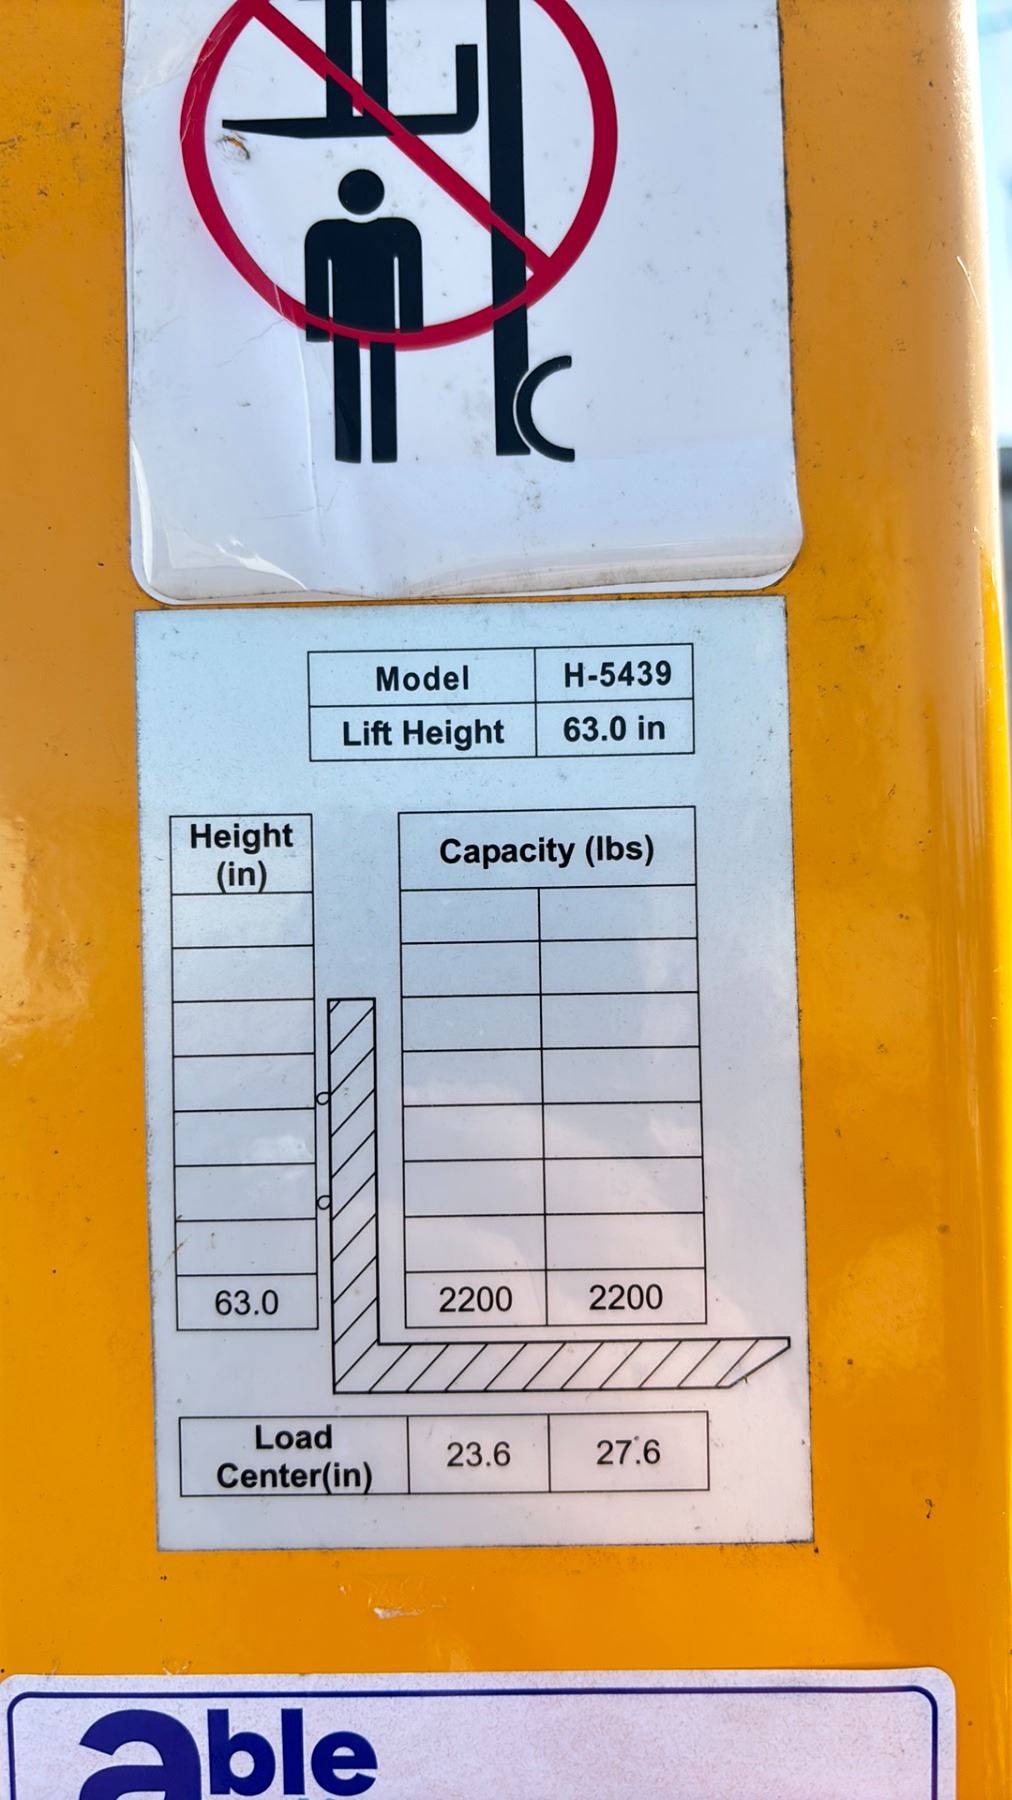 Model H-5439
Lift Height 63.0 in
Height
(in)
Capacity (lbs)
63.0 2200 2200
Load
Center(in)
23.6 27.6
able